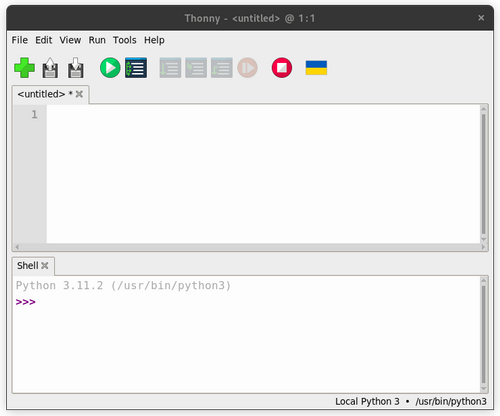 Thonny - <untitled> @ 1:1
File Edit View Run Tools Help
<untitled> *
1
Shell
Python 3.11.2 (/usr/bin/python3)
>>>
Local Python 3 • /usr/bin/python3